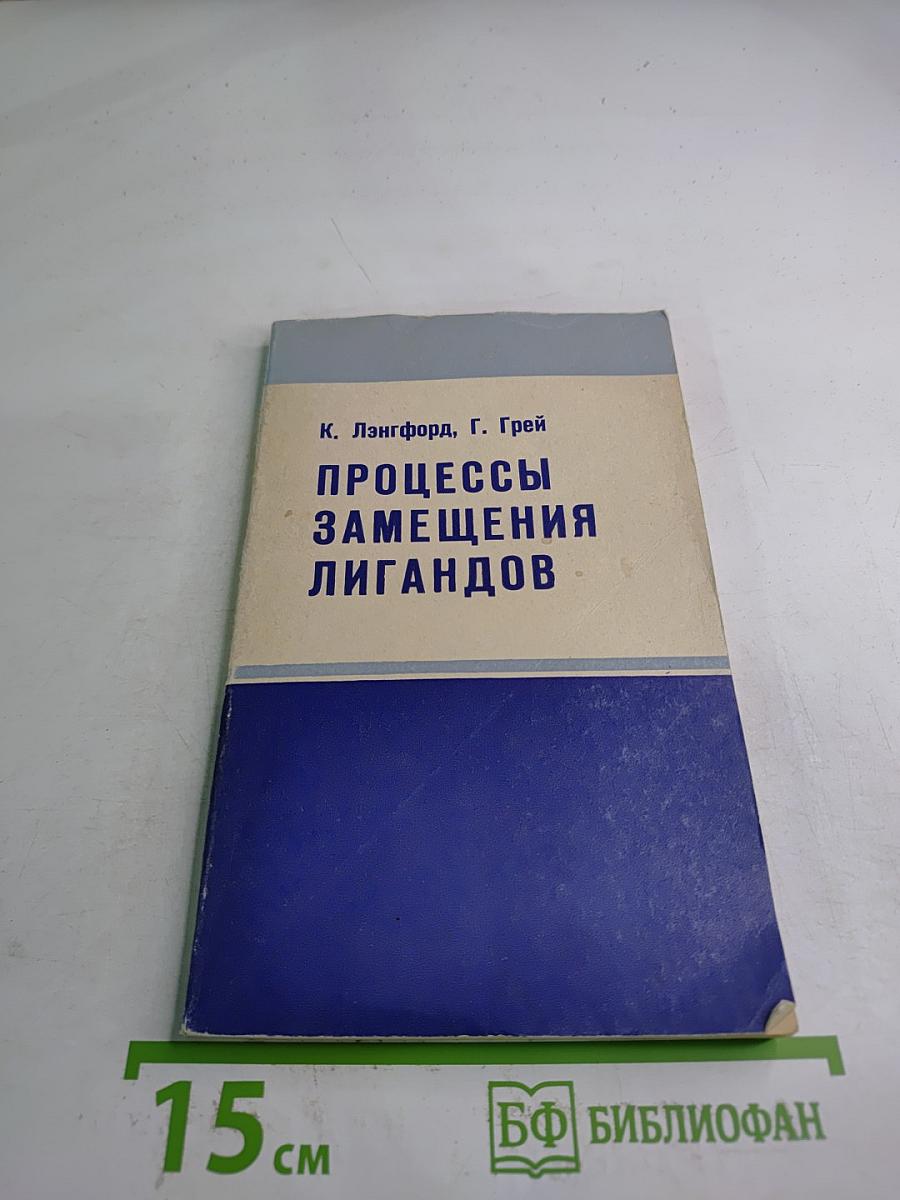 К. Лэнгфорд, Г. Грей
ПРОЦЕССЫ
ЗАМЕЩЕНИЯ
ЛИГАНДОВ
15 см
БФ БИБЛИОФАН